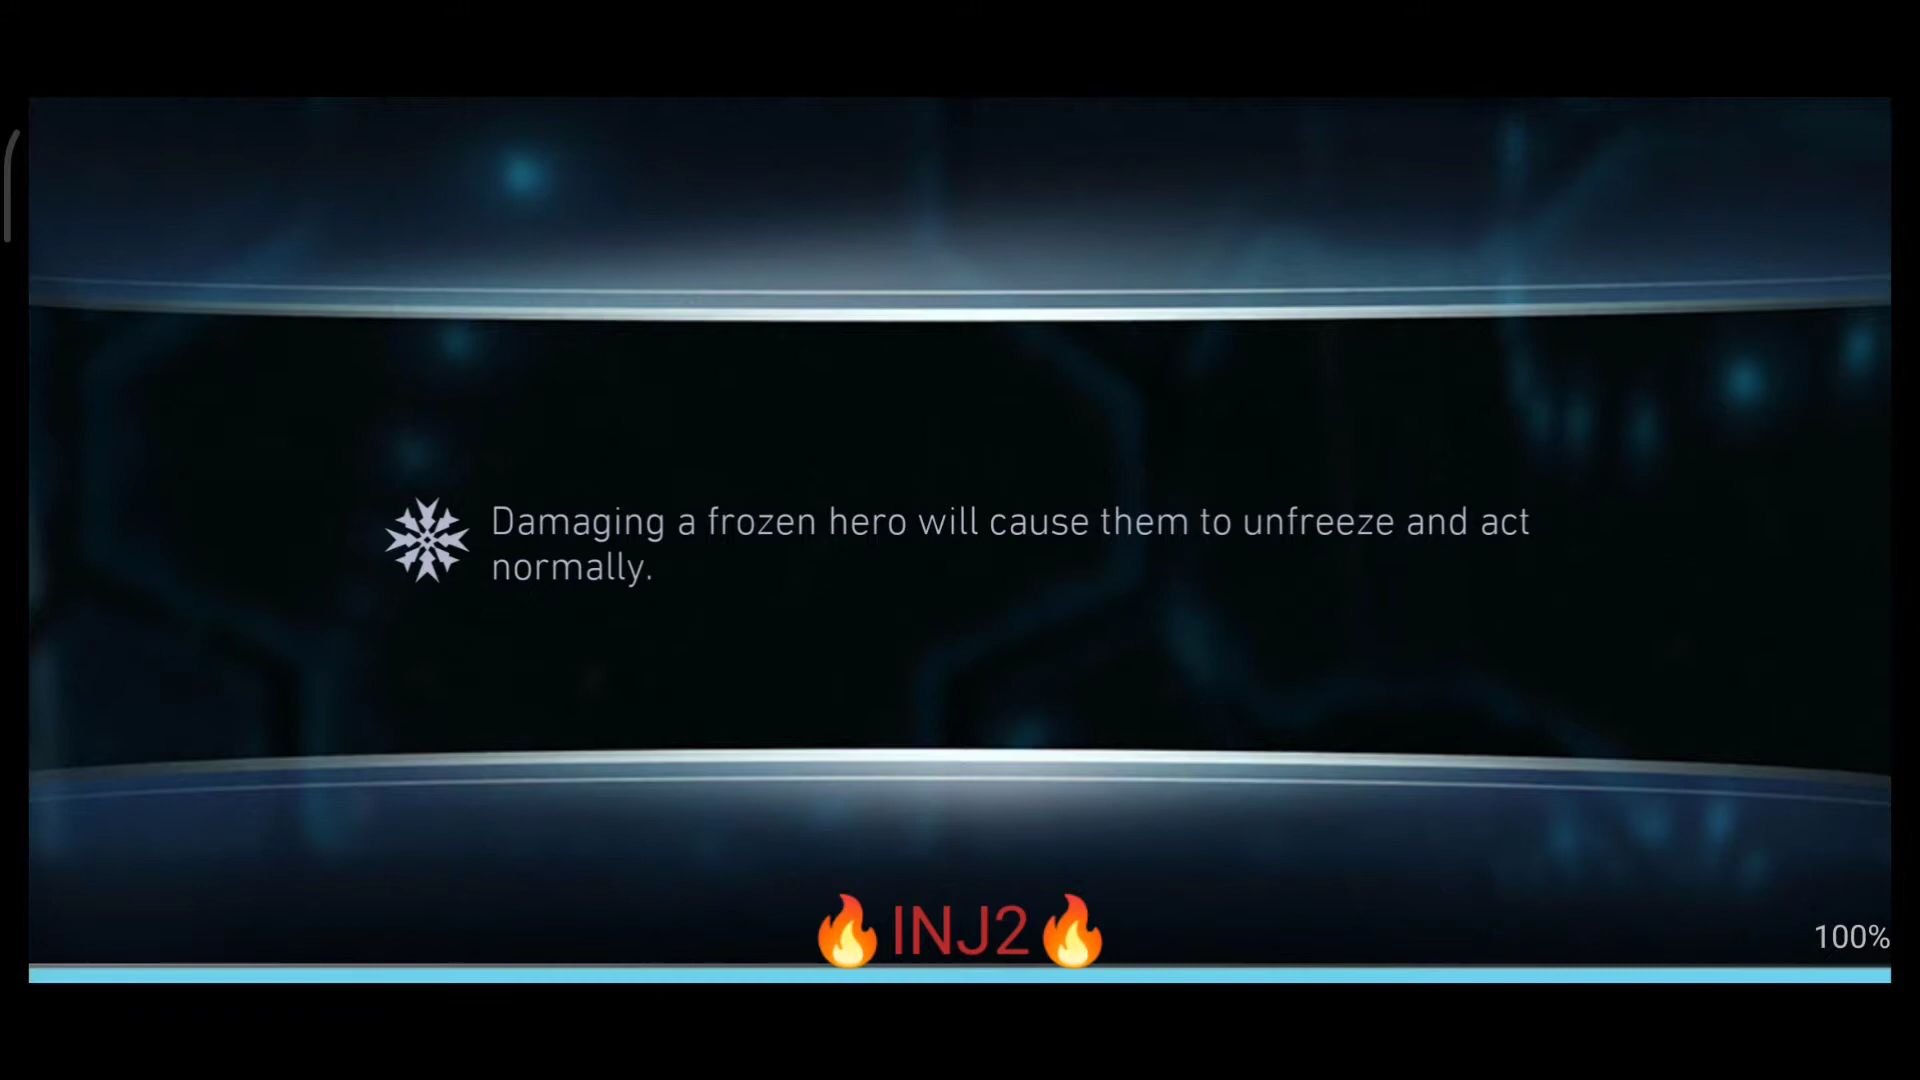 Damaging a frozen hero will cause them to unfreeze and act
normally.
🔥INJ2🔥
100%